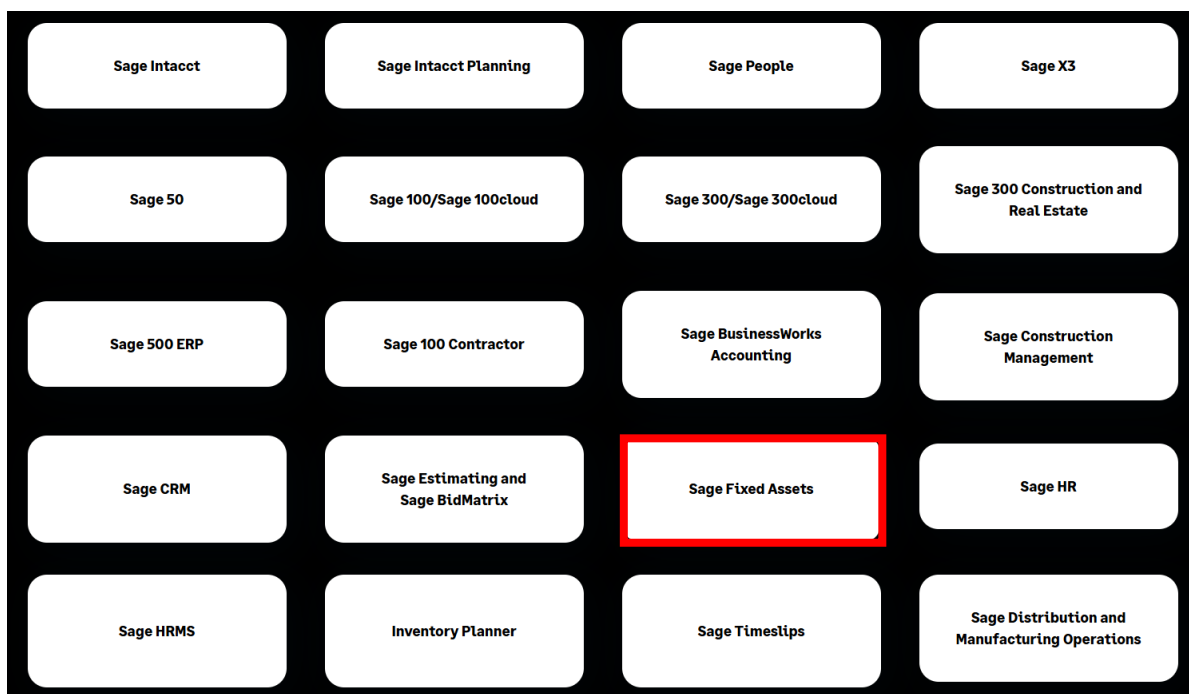 Sage Intacct
Sage Intacct Planning
Sage People
Sage X3
Sage 50
Sage 100/Sage 100cloud
Sage 300/Sage 300cloud
Sage 300 Construction and
Real Estate
Sage 500 ERP
Sage 100 Contractor
Sage BusinessWorks
Accounting
Sage Construction
Management
Sage CRM
Sage Estimating and
Sage BidMatrix
Sage Fixed Assets
Sage HR
Sage HRMS
Inventory Planner
Sage Timeslips
Sage Distribution and
Manufacturing Operations